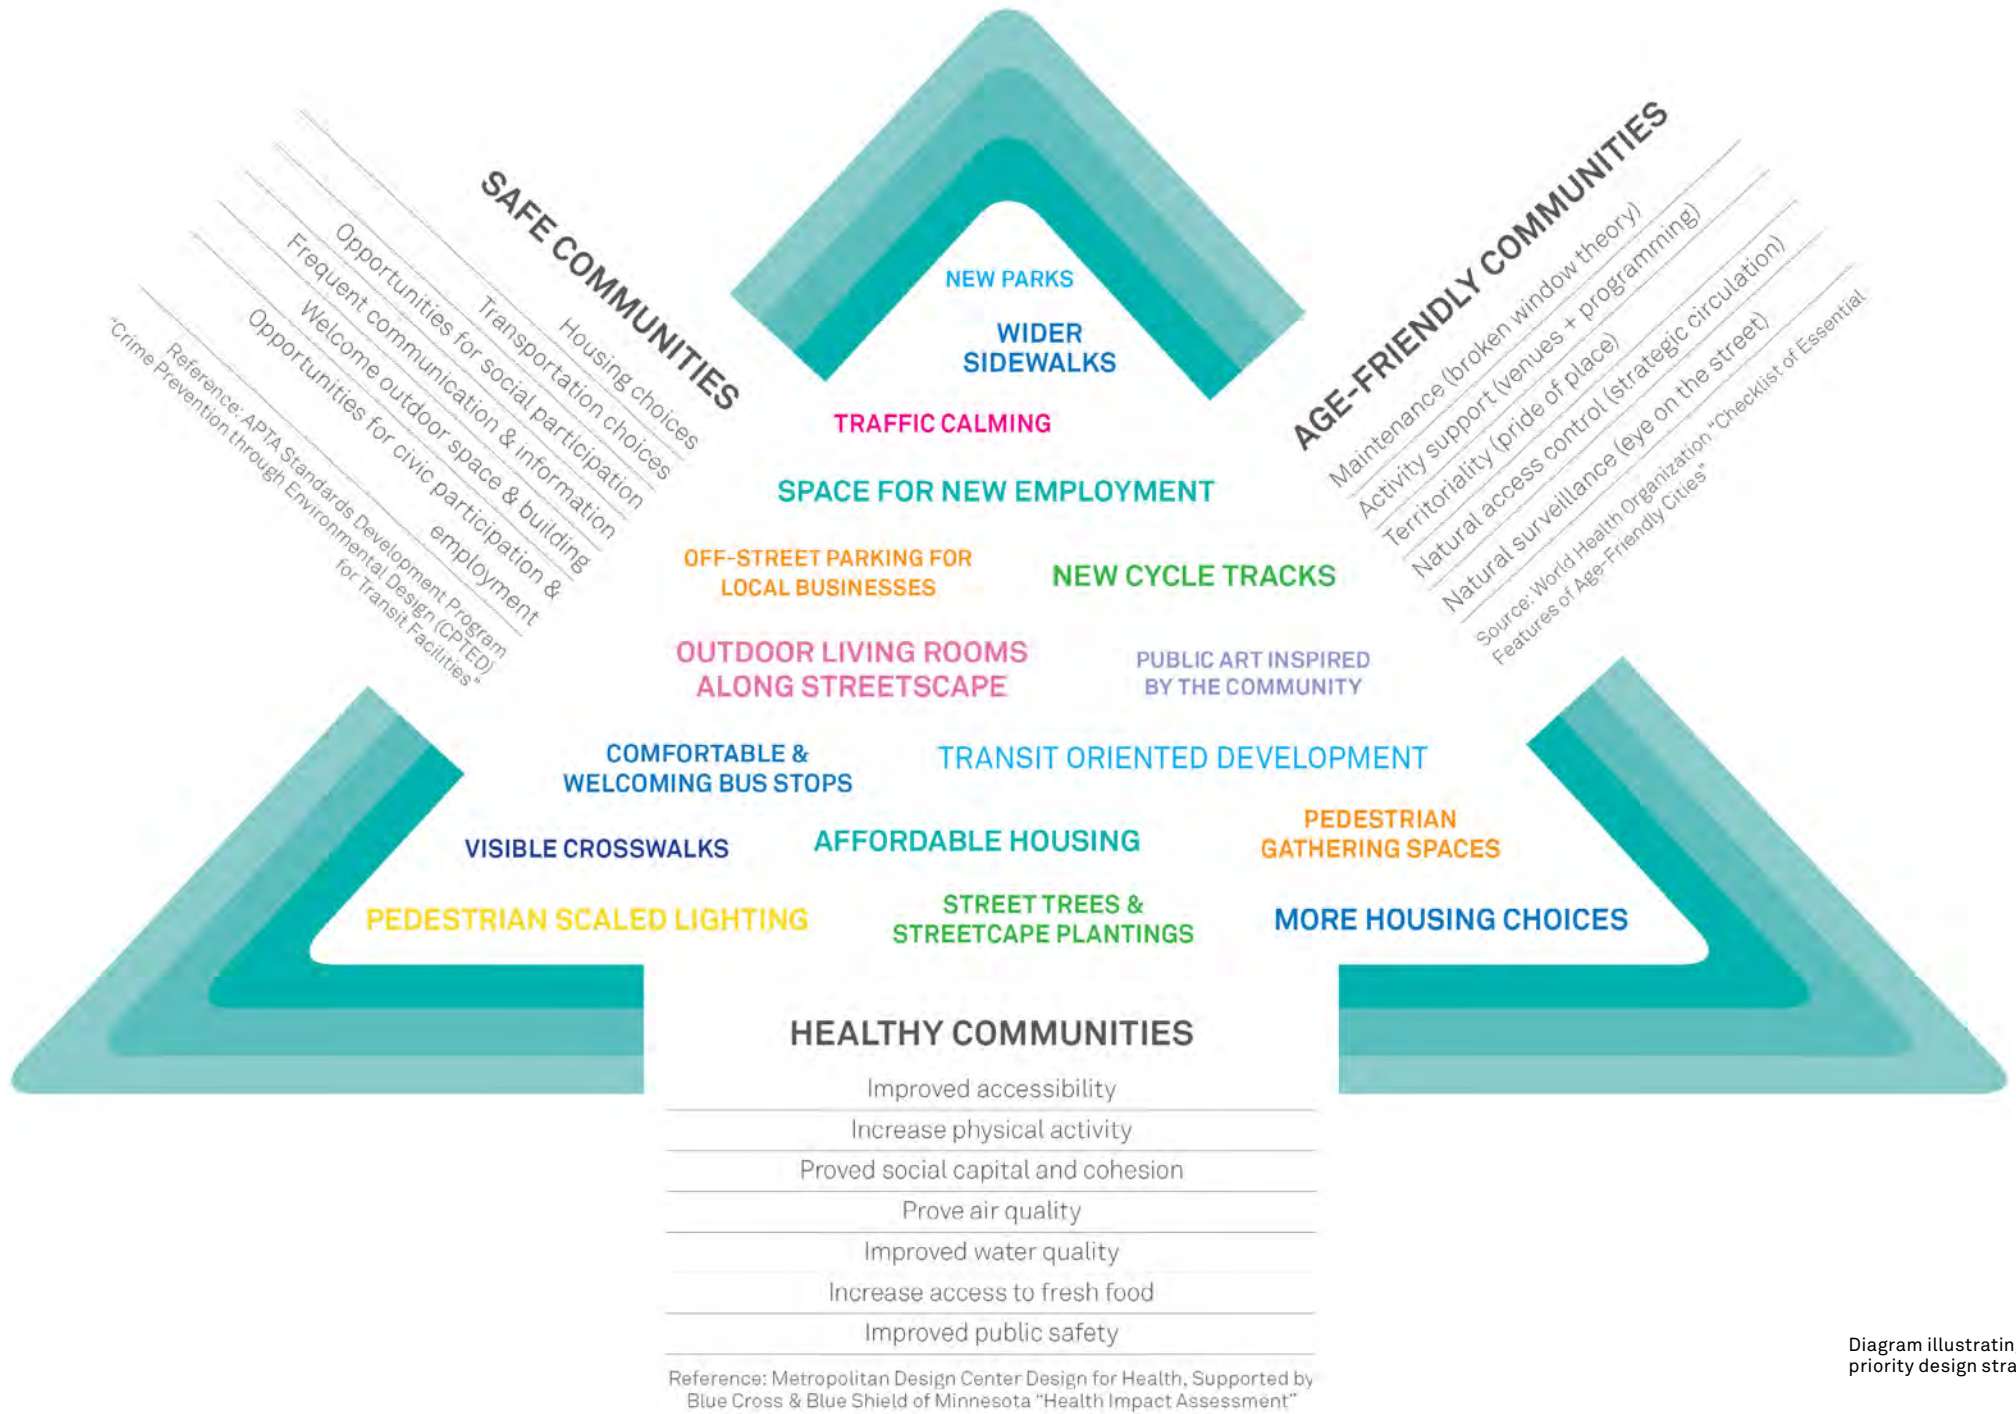 SAFE COMMUNITIES
Housing choices
Transportation choices
Opportunities for social participation
Frequent communication & information
Welcome outdoor space & building
Opportunities for civic participation &
employment
Reference: APTA Standards Development Program
"Crime Prevention through Environmental Design (CPTED)
for Transit Facilities"
AGE-FRIENDLY COMMUNITIES
Maintenance (broken window theory)
Activity support (venues + programming)
Territoriality (pride of place)
Natural access control (strategic circulation)
Natural surveillance (eye on the street)
Source: World Health Organization "Checklist of Essential
Features of Age-Friendly Cities"
NEW PARKS
WIDER
SIDEWALKS
TRAFFIC CALMING
SPACE FOR NEW EMPLOYMENT
OFF-STREET PARKING FOR
LOCAL BUSINESSES
NEW CYCLE TRACKS
OUTDOOR LIVING ROOMS
ALONG STREETSCAPE
PUBLIC ART INSPIRED
BY THE COMMUNITY
COMFORTABLE &
WELCOMING BUS STOPS
TRANSIT ORIENTED DEVELOPMENT
VISIBLE CROSSWALKS
AFFORDABLE HOUSING
PEDESTRIAN
GATHERING SPACES
PEDESTRIAN SCALED LIGHTING
STREET TREES &
STREETCAPE PLANTINGS
MORE HOUSING CHOICES
HEALTHY COMMUNITIES
Improved accessibility
Increase physical activity
Proved social capital and cohesion
Prove air quality
Improved water quality
Increase access to fresh food
Improved public safety
Reference: Metropolitan Design Center Design for Health, Supported by
Blue Cross & Blue Shield of Minnesota "Health Impact Assessment"
Diagram illustratin
priority design stra